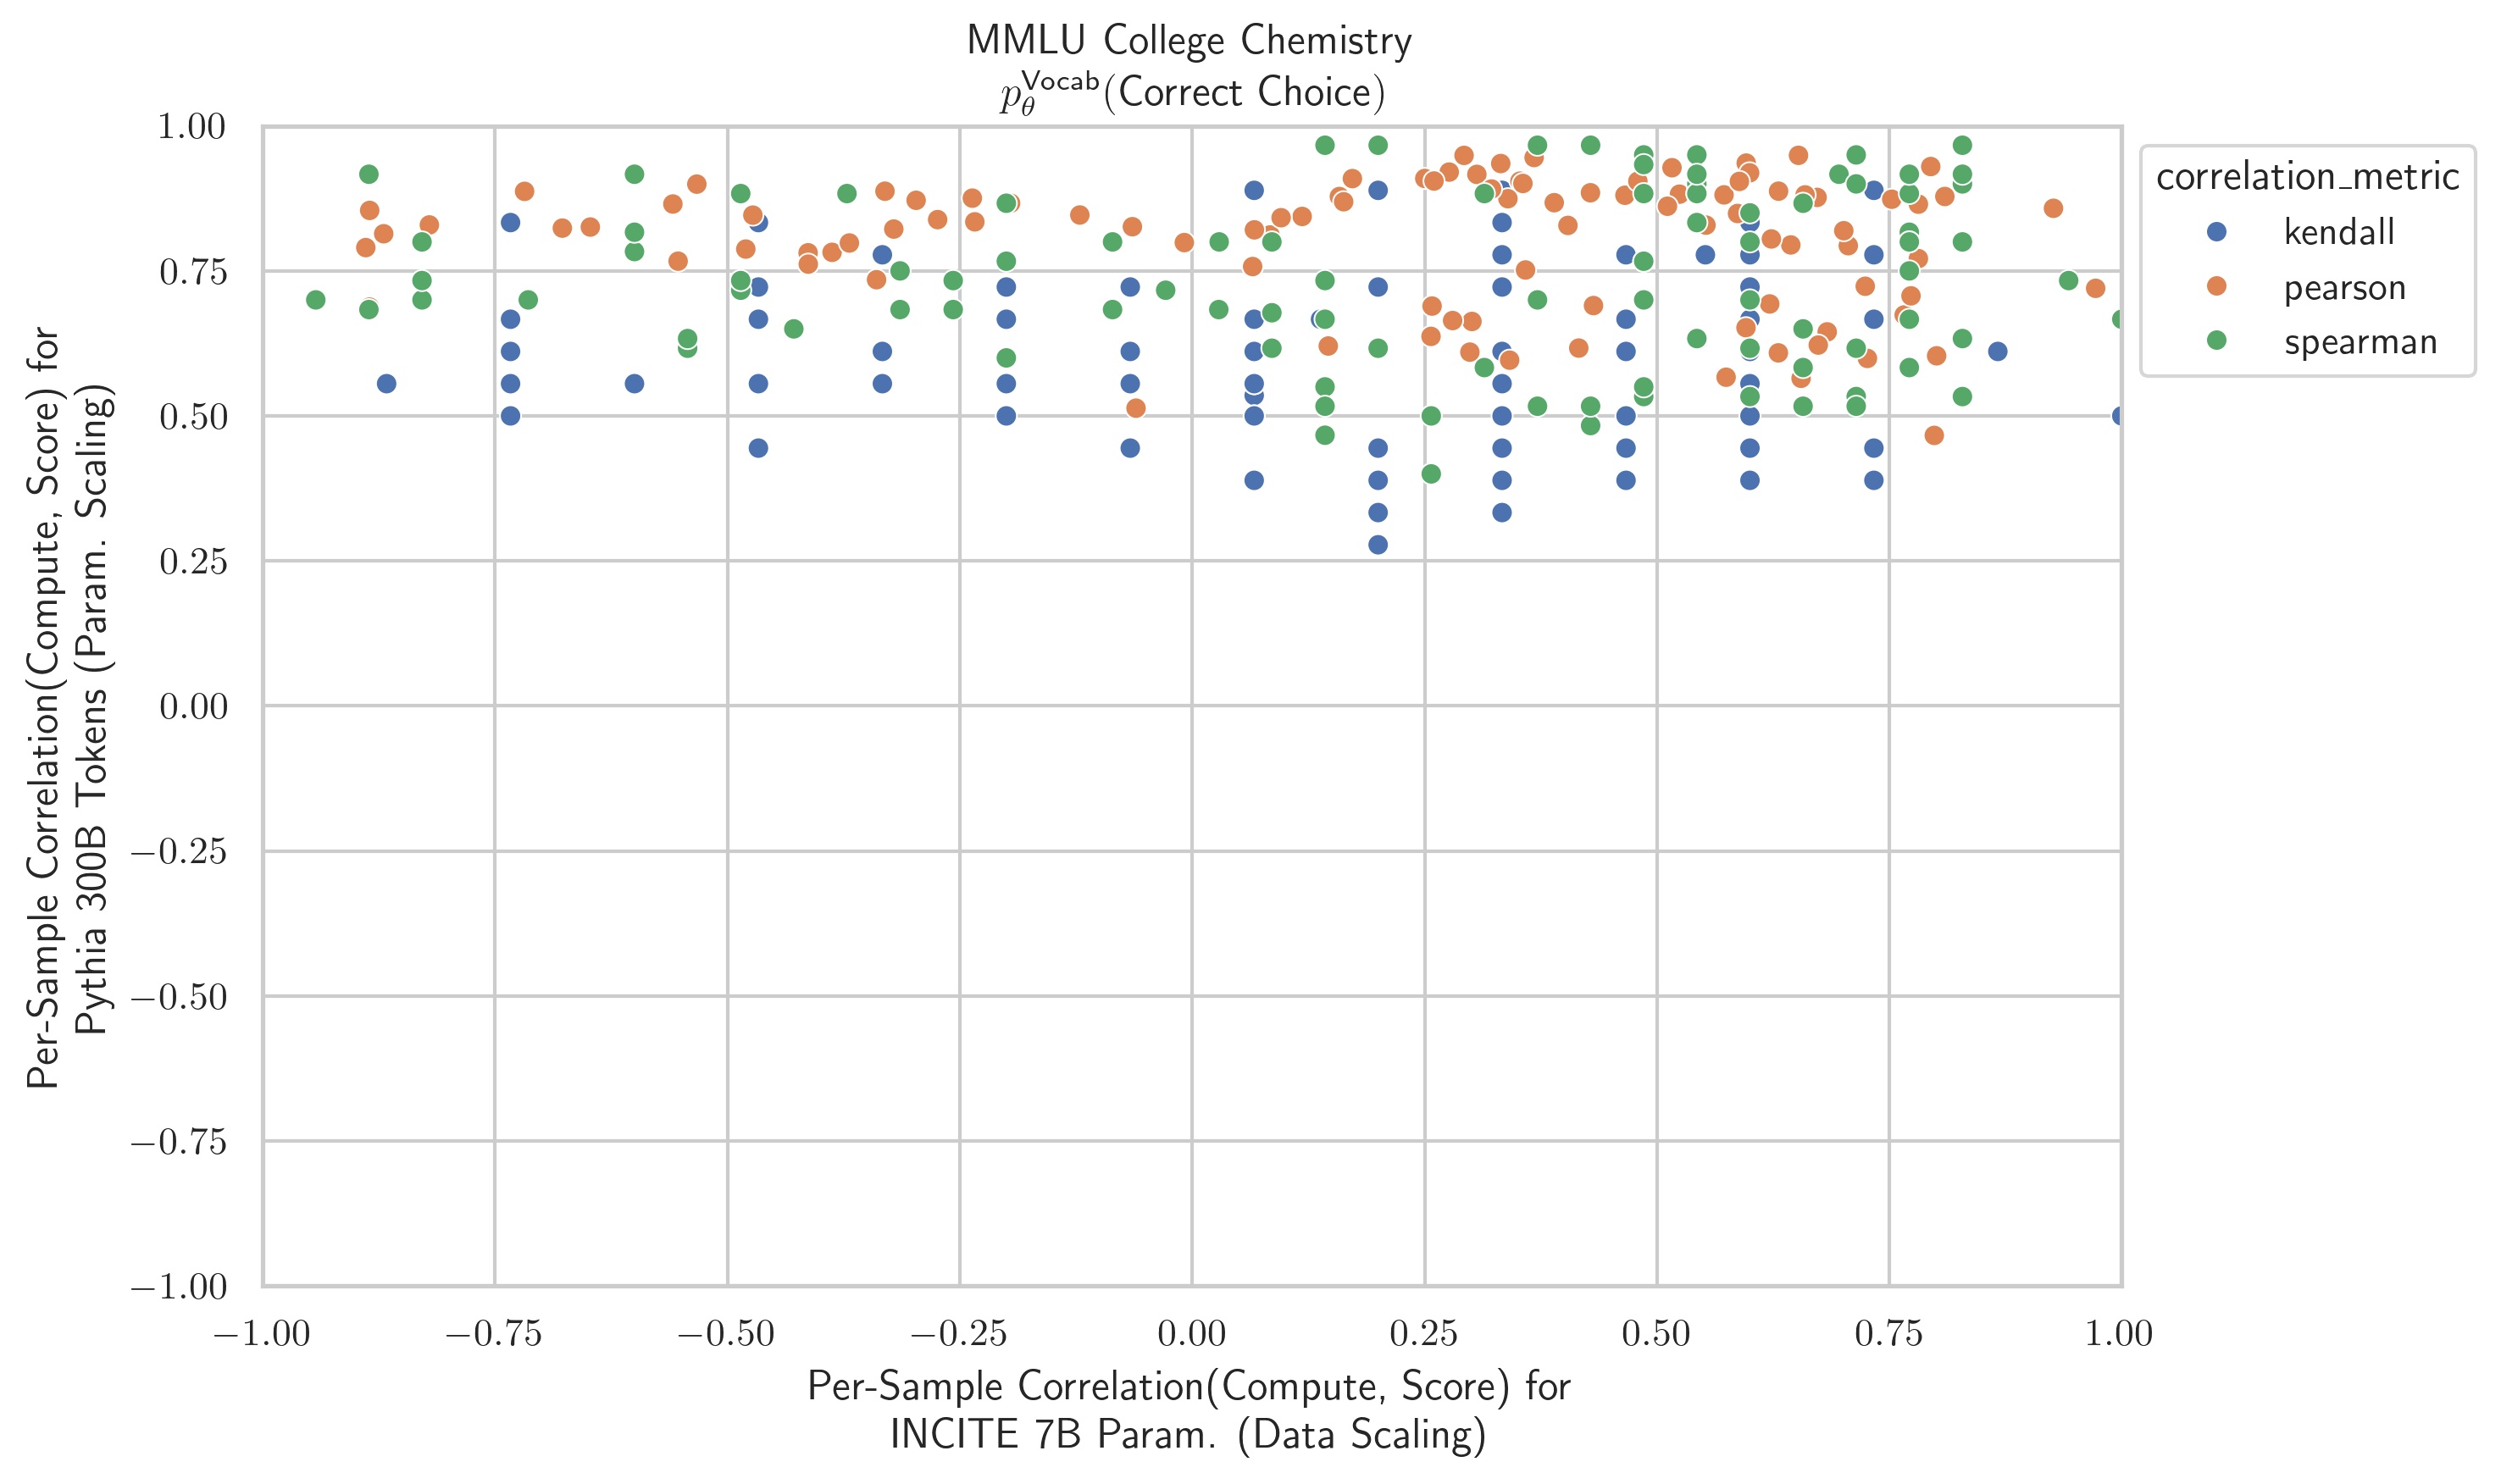 MMLU College Chemistry
p_θ^Vocab(Correct Choice)
Per-Sample Correlation(Compute, Score) for
Pythia 300B Tokens (Param. Scaling)
1.00
0.75
0.50
0.25
0.00
−0.25
−0.50
−0.75
−1.00
−1.00 −0.75 −0.50 −0.25 0.00 0.25 0.50 0.75 1.00
Per-Sample Correlation(Compute, Score) for
INCITE 7B Param. (Data Scaling)
correlation_metric
kendall
pearson
spearman